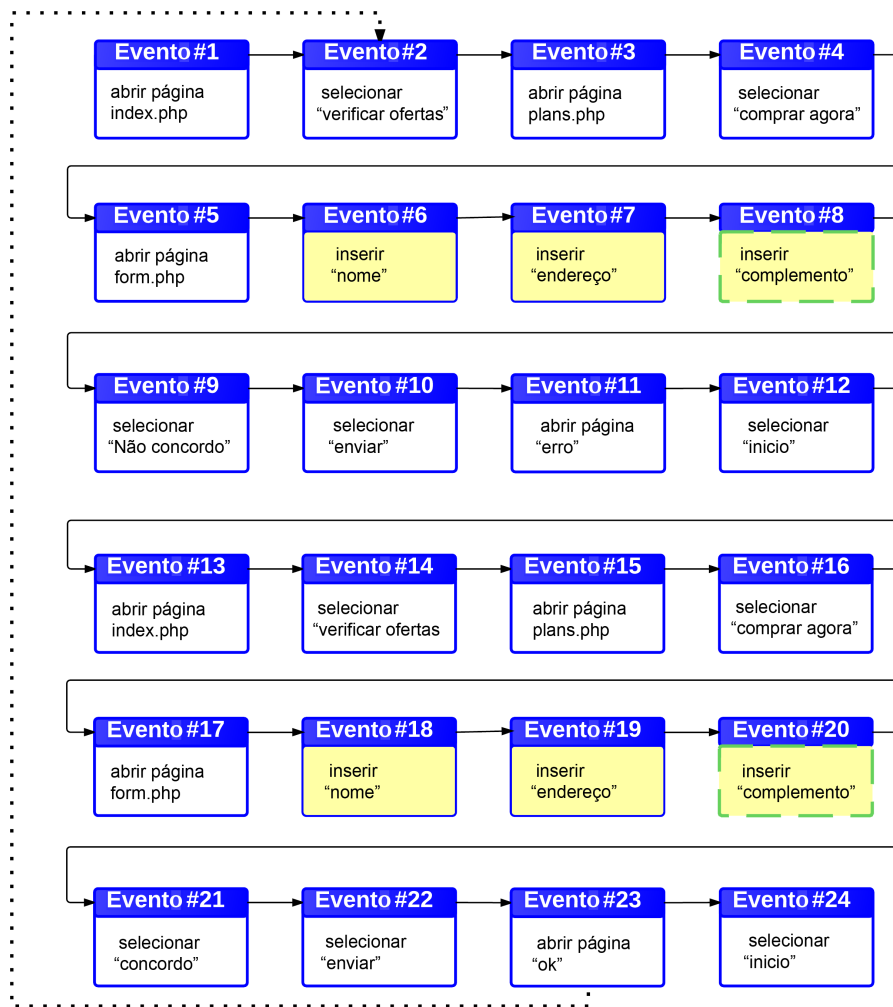 Evento #1
abrir página
index.php
Evento #2
selecionar
“verificar ofertas”
Evento #3
abrir página
plans.php
Evento #4
selecionar
“comprar agora”
Evento #5
abrir página
form.php
Evento #6
inserir
“nome”
Evento #7
inserir
“endereço”
Evento #8
inserir
“complemento”
Evento #9
selecionar
“Não concordo”
Evento #10
selecionar
“enviar”
Evento #11
abrir página
“erro”
Evento #12
selecionar
“inicio”
Evento #13
abrir página
index.php
Evento #14
selecionar
“verificar ofertas
Evento #15
abrir página
plans.php
Evento #16
selecionar
“comprar agora”
Evento #17
abrir página
form.php
Evento #18
inserir
“nome”
Evento #19
inserir
“endereço”
Evento #20
inserir
“complemento”
Evento #21
selecionar
“concordo”
Evento #22
selecionar
“enviar”
Evento #23
abrir página
“ok”
Evento #24
selecionar
“inicio”